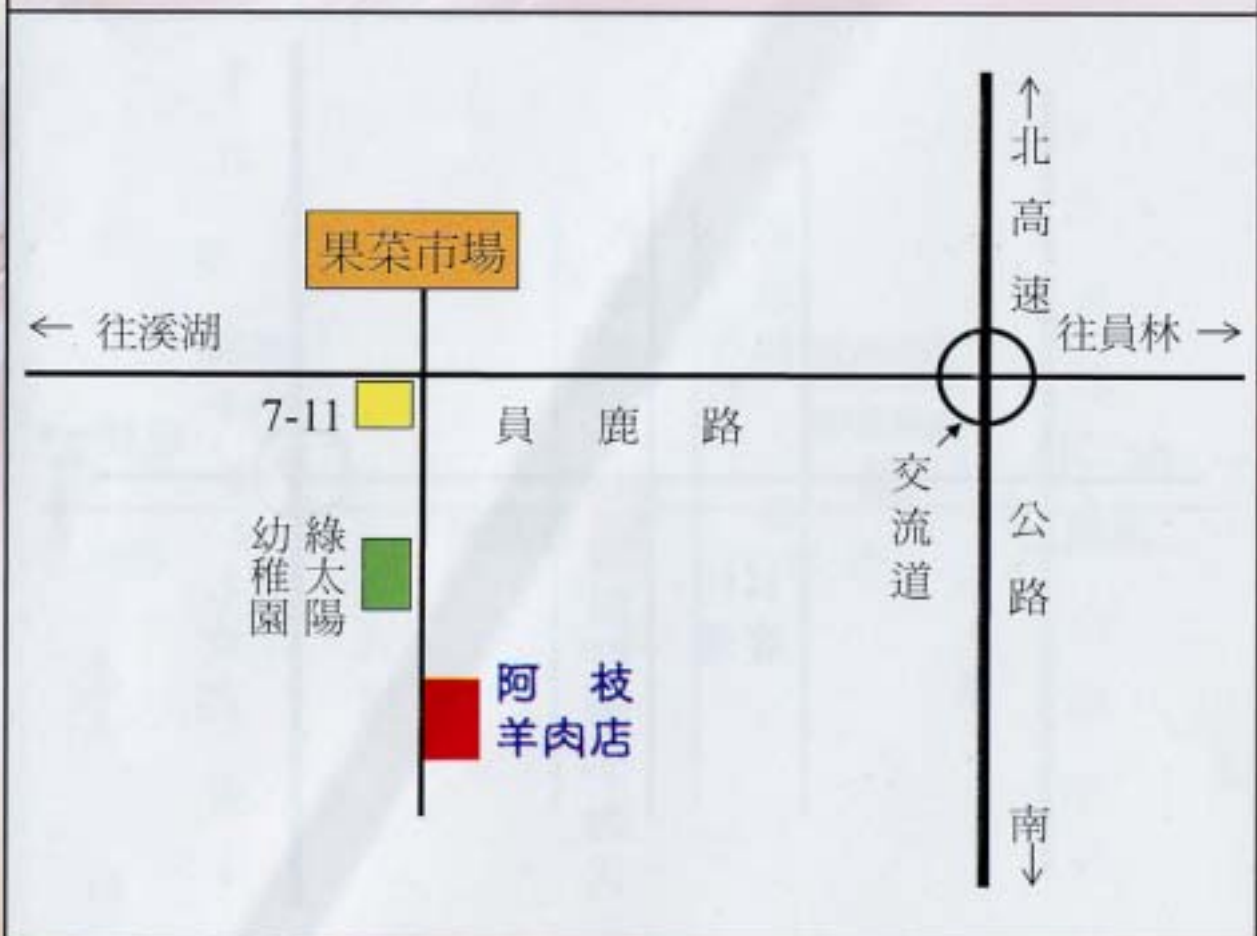 ↑北高速
果菜市場
← 往溪湖
往員林 →
7-11
員鹿路
交流道
公路
綠太陽
幼稚園
阿枝
羊肉店
南↓